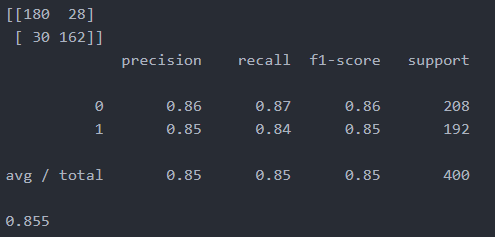 [[180  28]
 [ 30 162]]
             precision    recall  f1-score   support

          0       0.86      0.87      0.86       208
          1       0.85      0.84      0.85       192

avg / total       0.85      0.85      0.85       400

0.855